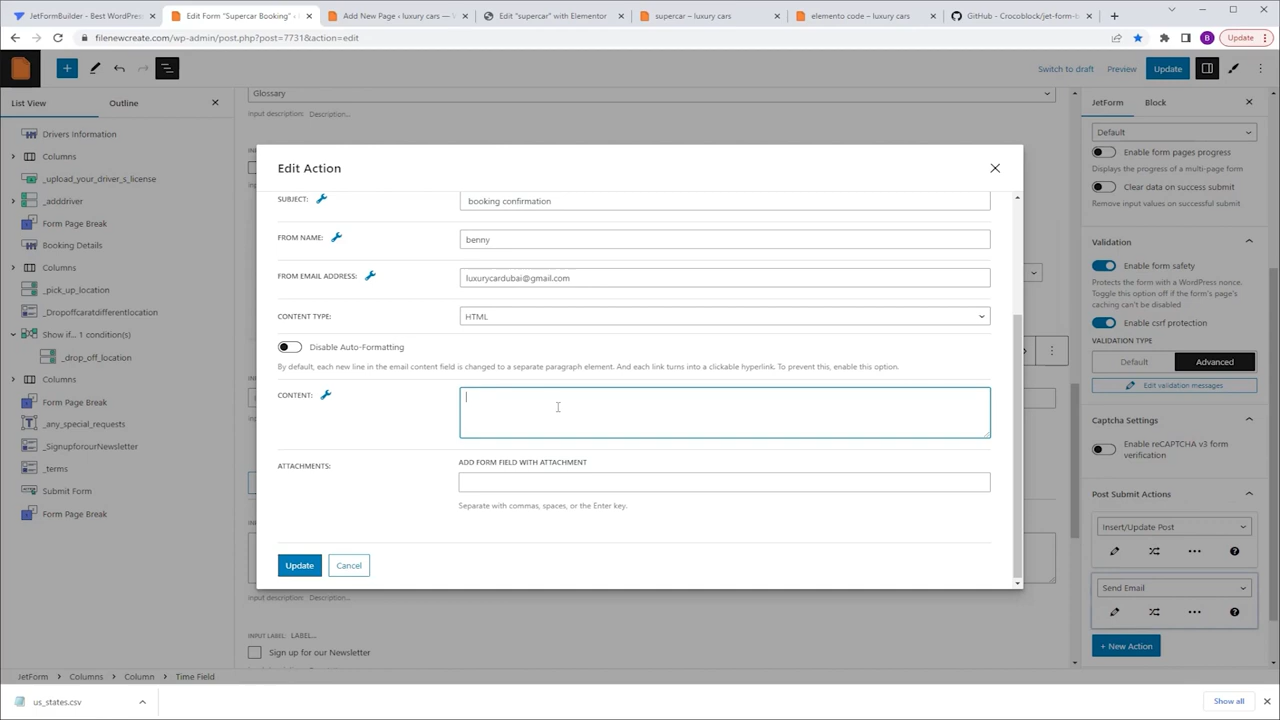 JetFormBuilder - Best WordPress
Edit Form "Supercar Booking"
Add New Page ‹ luxury cars — W
Edit "supercar" with Elementor
supercar – luxury cars
elemento code – luxury cars
GitHub - Crocoblock/jet-form-b
filenewcreate.com/wp-admin/post.php?post=7731&action=edit
B
Update
Switch to draft
Preview
Update
List View
Outline
Drivers Information
Columns
_upload_your_driver_s_license
_adddriver
Form Page Break
Booking Details
Columns
_pick_up_location
_Dropoffcaratdifferentlocation
Show if... 1 condition(s)
_drop_off_location
Columns
Form Page Break
_any_special_requests
_SignupforourNewsletter
_terms
Submit Form
Form Page Break
Glossary
Input description: Description...
Edit Action
SUBJECT:
booking confirmation
FROM NAME:
benny
FROM EMAIL ADDRESS:
luxurycardubai@gmail.com
CONTENT TYPE:
HTML
Disable Auto-Formatting
By default, each new line in the email content field is changed to a separate paragraph element. And each link turns into a clickable hyperlink. To prevent this, enable this option.
CONTENT:
ATTACHMENTS:
ADD FORM FIELD WITH ATTACHMENT
Separate with commas, spaces, or the Enter key.
Update
Cancel
Input description: Description...
INPUT LABEL: LABEL...
Sign up for our Newsletter
JetForm
Block
Default
Enable form pages progress
Displays the progress of a multi-page form
Clear data on success submit
Remove input values on successful submit
Validation
Enable form safety
Protects the form with a WordPress nonce.
Toggle this option off if the form's page's
caching can't be disabled
Enable csrf protection
VALIDATION TYPE
Default
Advanced
Edit validation messages
Captcha Settings
Enable reCAPTCHA v3 form
verification
Post Submit Actions
Insert/Update Post
Send Email
+ New Action
JetForm
Columns
Column
Time Field
us_states.csv
Show all